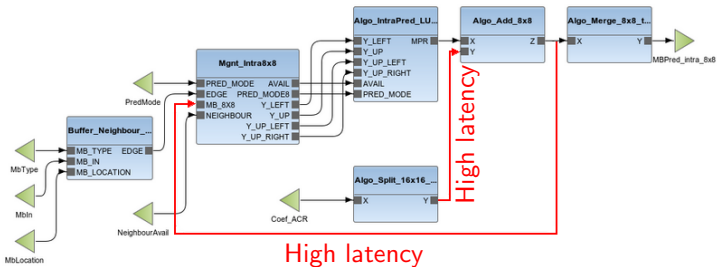 Algo_IntraPred_LU...
Y_LEFT MPR
Y_UP
Y_UP_LEFT
Y_UP_RIGHT
AVAIL
PRED_MODE
Algo_Add_8x8
X Z
Y
Algo_Merge_8x8_t...
X Y
MBPred_intra_8x8
Mgnt_Intra8x8
PRED_MODE AVAIL
EDGE PRED_MODE8
MB_8X8 Y_LEFT
NEIGHBOUR Y_UP
Y_UP_LEFT
Y_UP_RIGHT
PredMode
Buffer_Neighbour_...
MB_TYPE EDGE
MB_IN
MB_LOCATION
MbType
MbIn
MbLocation
NeighbourAvail
Algo_Split_16x16_...
X Y
Coef_ACR
High latency
High latency